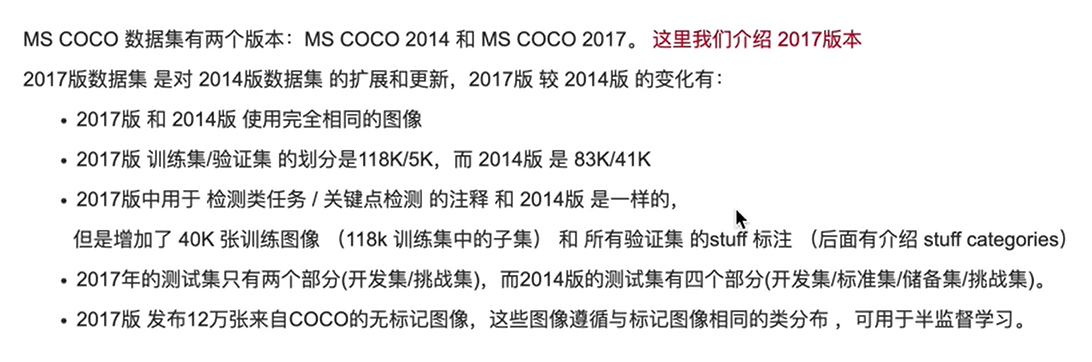 MS COCO 数据集有两个版本：MS COCO 2014 和 MS COCO 2017。 这里我们介绍 2017版本
2017版数据集 是对 2014版数据集 的扩展和更新，2017版 较 2014版 的变化有：
• 2017版 和 2014版 使用完全相同的图像
• 2017版 训练集/验证集 的划分是118K/5K，而 2014版 是 83K/41K
• 2017版中用于 检测类任务 / 关键点检测 的注释 和 2014版 是一样的，
但是增加了 40K 张训练图像 （118k 训练集中的子集） 和 所有验证集 的stuff 标注 （后面有介绍 stuff categories）
• 2017年的测试集只有两个部分(开发集/挑战集)，而2014版的测试集有四个部分(开发集/标准集/储备集/挑战集)。
• 2017版 发布12万张来自COCO的无标记图像，这些图像遵循与标记图像相同的类分布 ，可用于半监督学习。